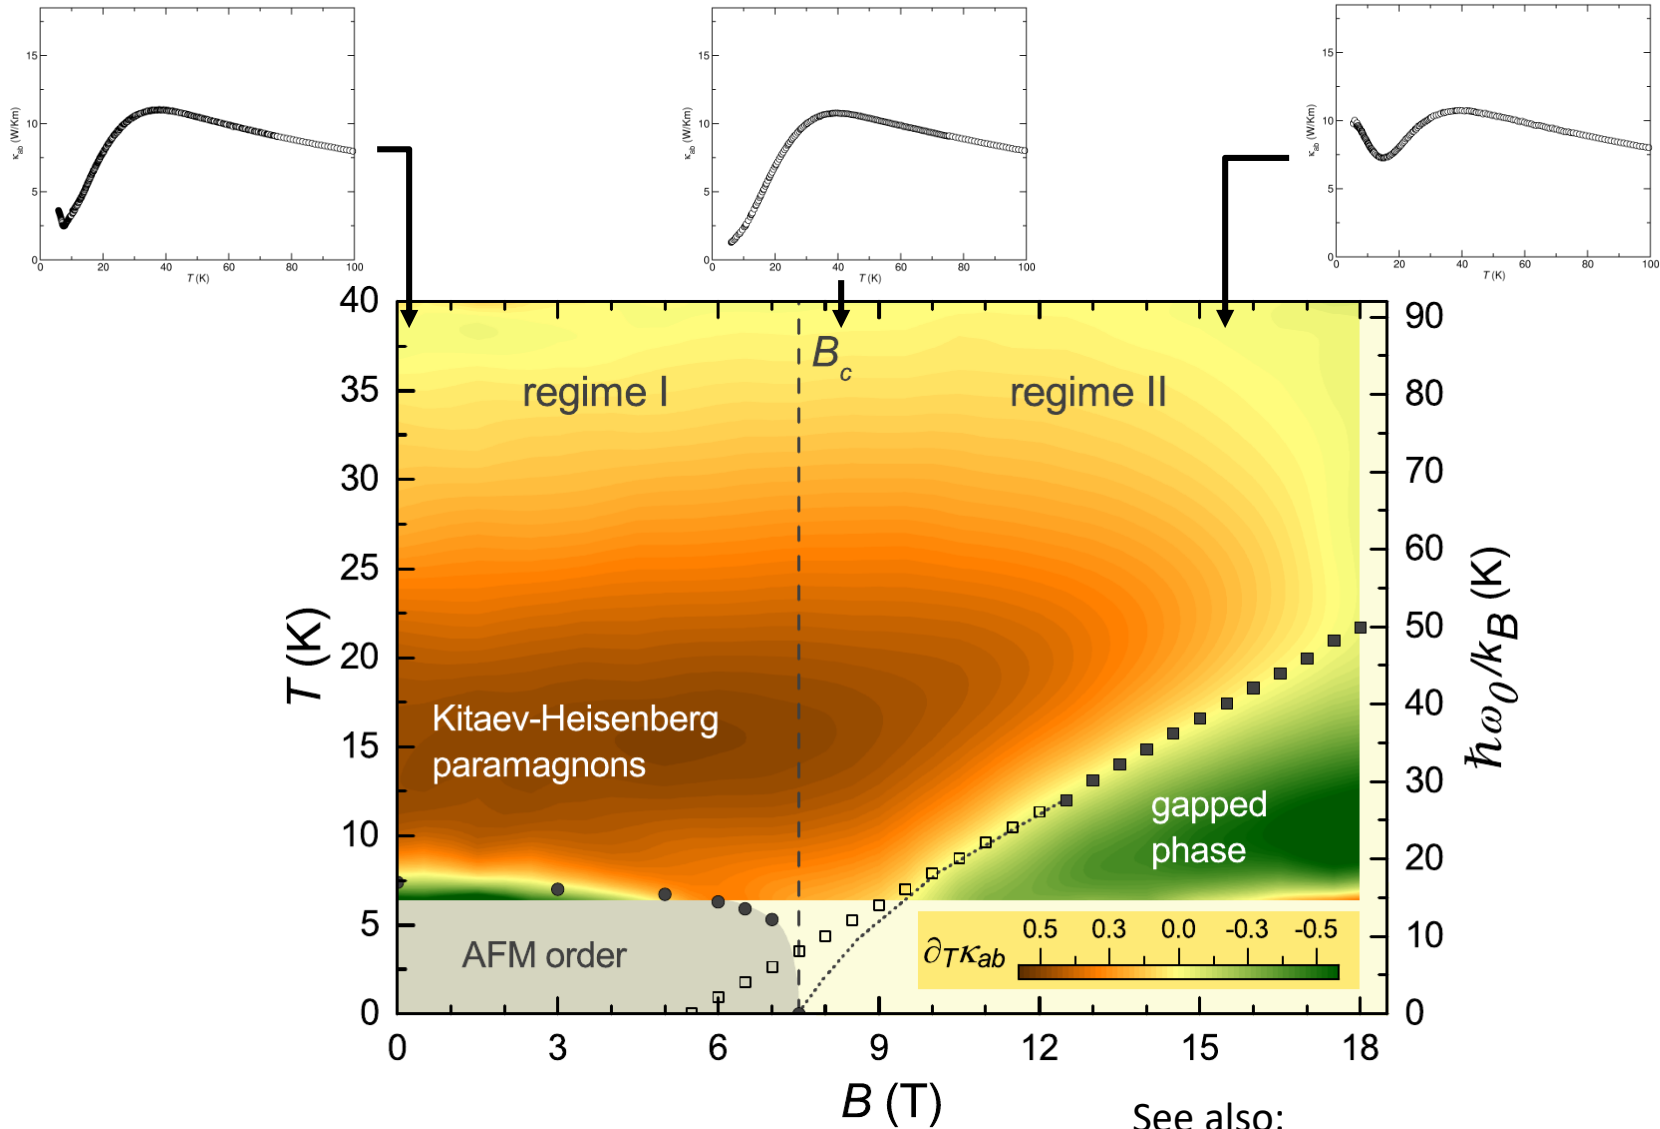 15
10
5
0
κab (W/Km)
0 20 40 60 80 100
T (K)
15
10
5
0
κab (W/Km)
0 20 40 60 80 100
T (K)
15
10
5
0
κab (W/Km)
0 20 40 60 80 100
T (K)
40
35
30
25
20
15
10
5
0
T (K)
90
80
70
60
50
40
30
20
10
0
ℏω0/kB (K)
Bc
regime I
regime II
Kitaev-Heisenberg
paramagnons
gapped
phase
AFM order
0.5 0.3 0.0 -0.3 -0.5
∂Tκab
0 3 6 9 12 15 18
B (T)
See also: